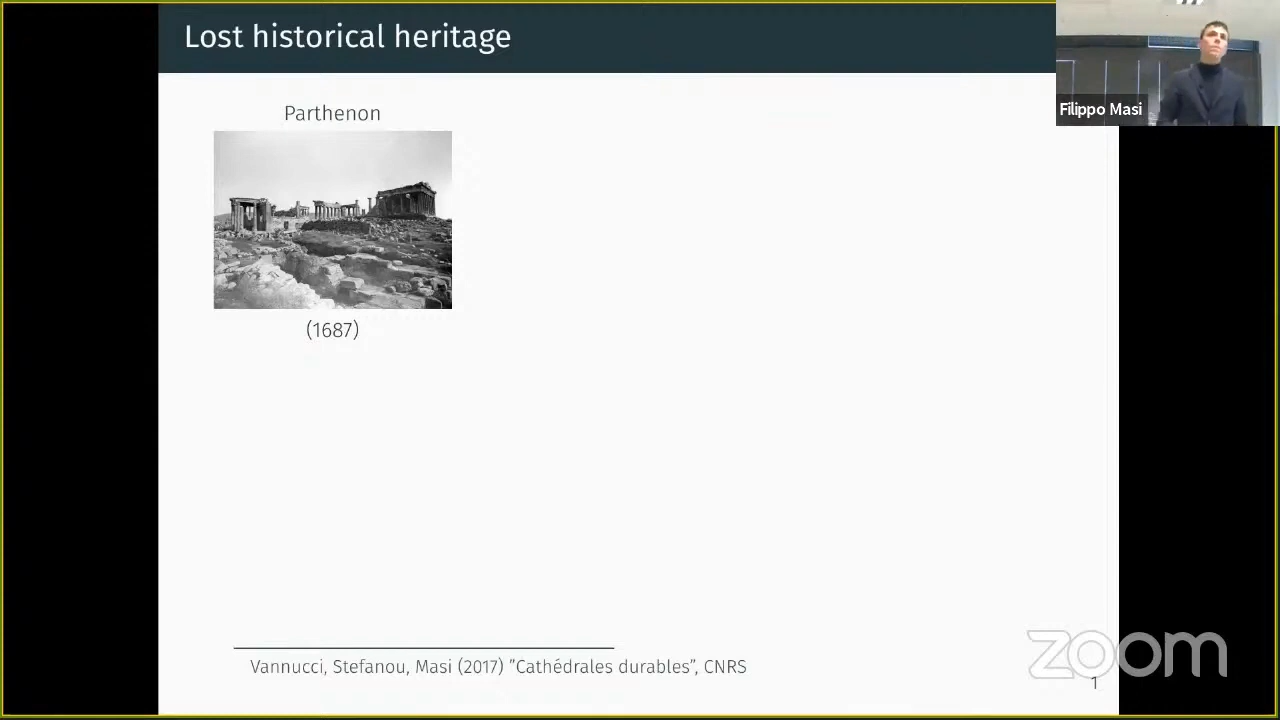 Lost historical heritage
Filippo Masi
Parthenon
(1687)
Vannucci, Stefanou, Masi (2017) ”Cathédrales durables”, CNRS
zoom
1